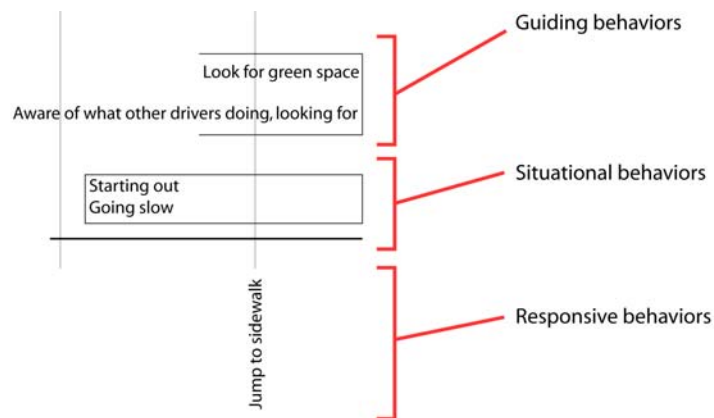 Guiding behaviors
Look for green space
Aware of what other drivers doing, looking for
Situational behaviors
Starting out
Going slow
Responsive behaviors
Jump to sidewalk